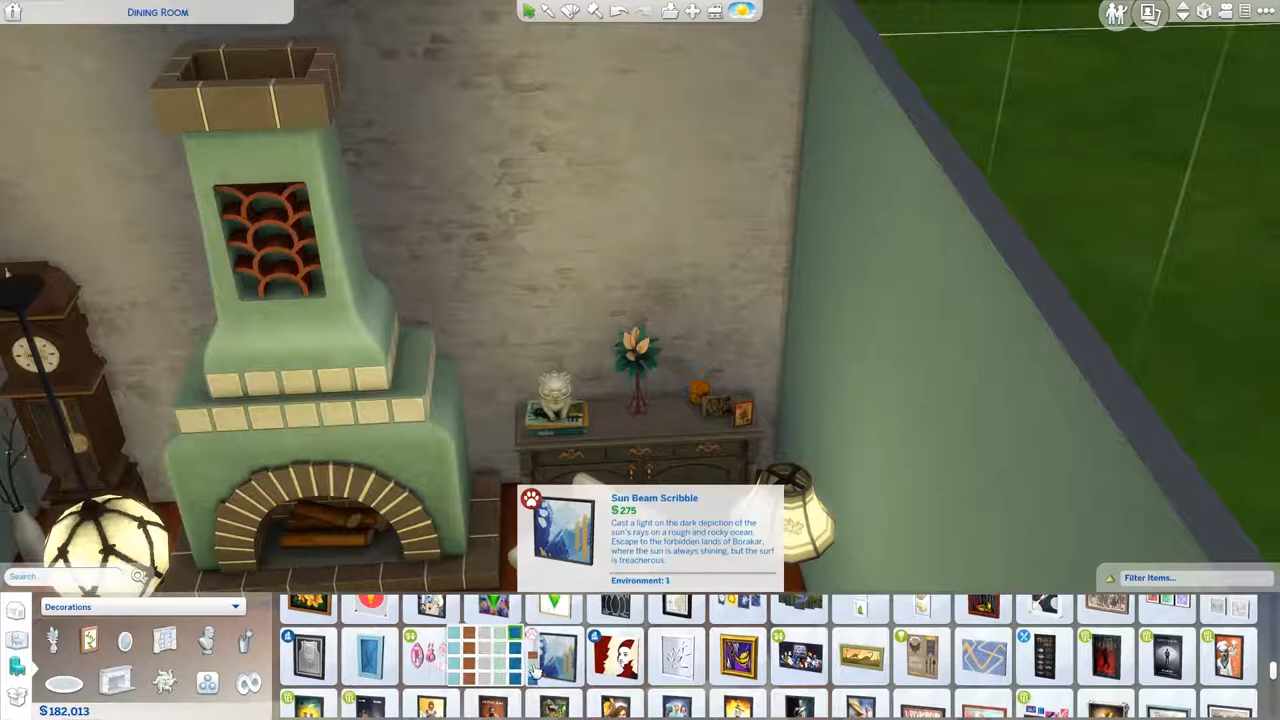 Dining Room
Sun Beam Scribble
§275
Cast a light on the dark depiction of the
sun's rays on a rough and rocky ocean.
Escape to the forbidden lands of Borakar,
where the sun is always shining, but the surf
is treacherous.
Environment: 1
Search...
Filter Items...
Decorations
§182,013